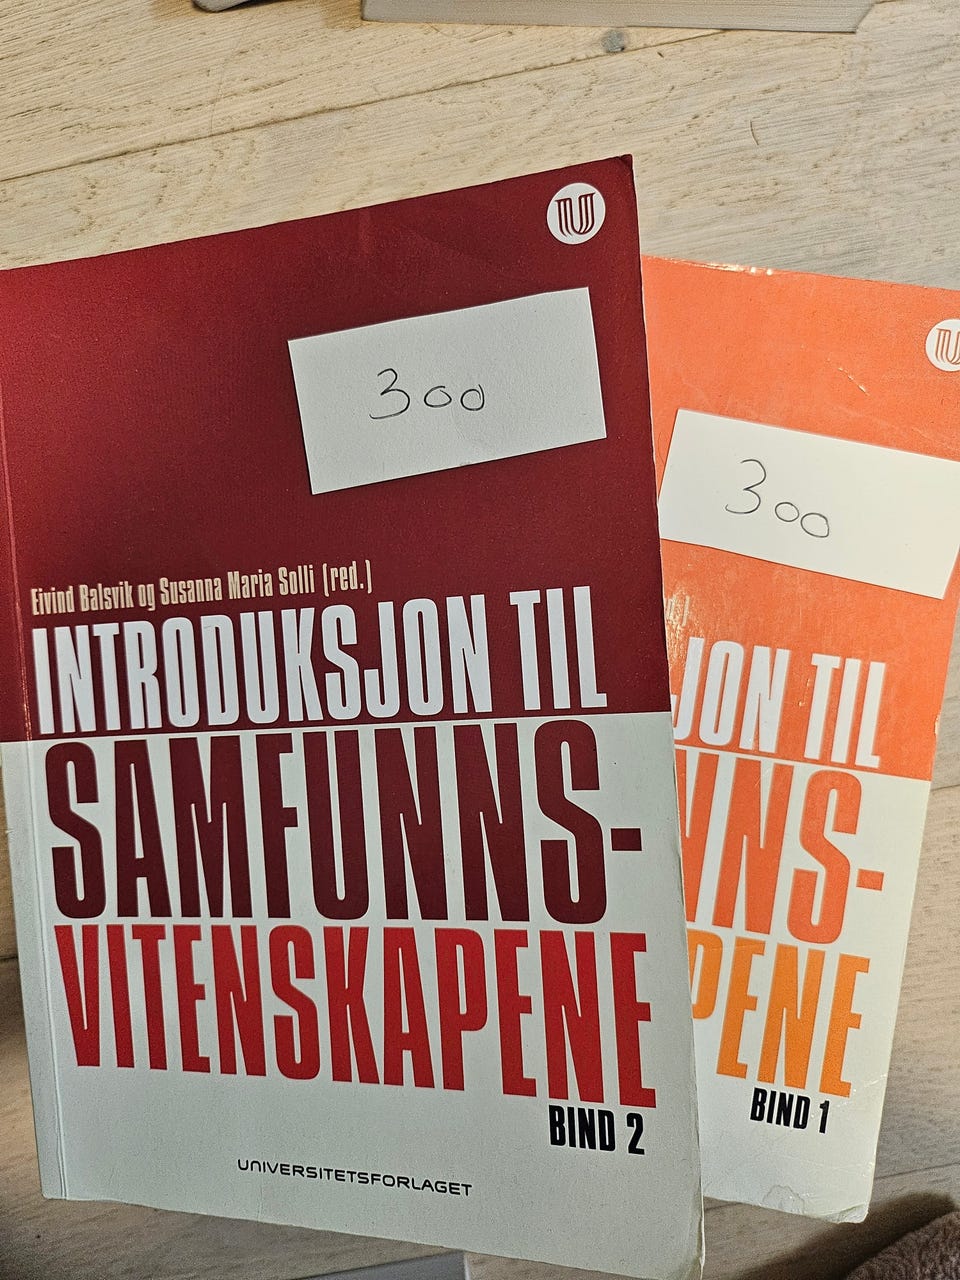 U
300
Eivind Balsvik og Susanna Maria Solli (red.)
INTRODUKSJON TIL
SAMFUNNS-
VITENSKAPENE
BIND 2
UNIVERSITETSFORLAGET
U
300
JON TIL
NNS-
PENE
BIND 1